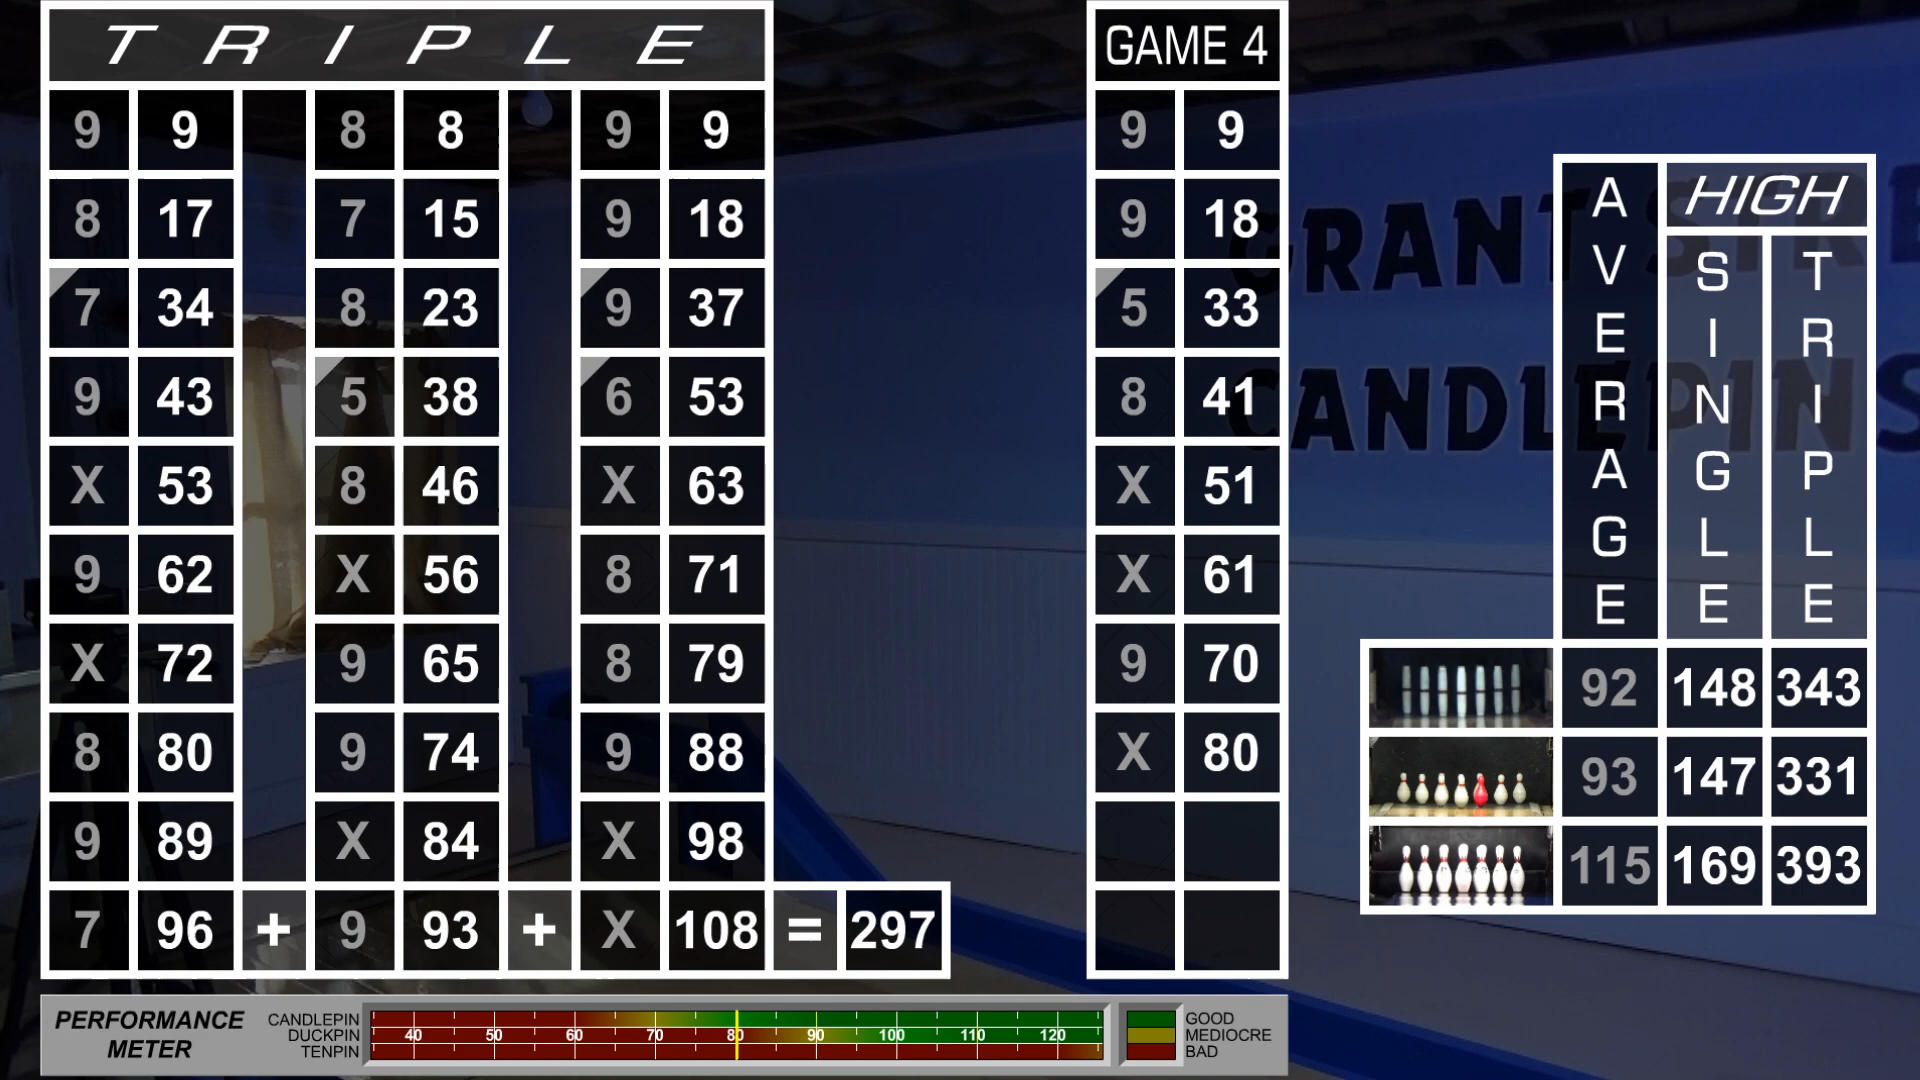 T R I P L E
GAME 4
9 9 8 8 9 9 9 9
8 17 7 15 9 18 9 18
7 34 8 23 9 37 5 33
9 43 5 38 6 53 8 41
X 53 8 46 X 63 X 51
9 62 X 56 8 71 X 61
X 72 9 65 8 79 9 70
8 80 9 74 9 88 X 80
9 89 X 84 X 98
7 96 + 9 93 + X 108 = 297
GRANT STRE
CANDLEPINS
AVERAGE
HIGH
SINGLE
TRIPLE
92 148 343
93 147 331
115 169 393
PERFORMANCE
METER
CANDLEPIN
DUCKPIN
TENPIN
40 50 60 70 80 90 100 110 120
GOOD
MEDIOCRE
BAD